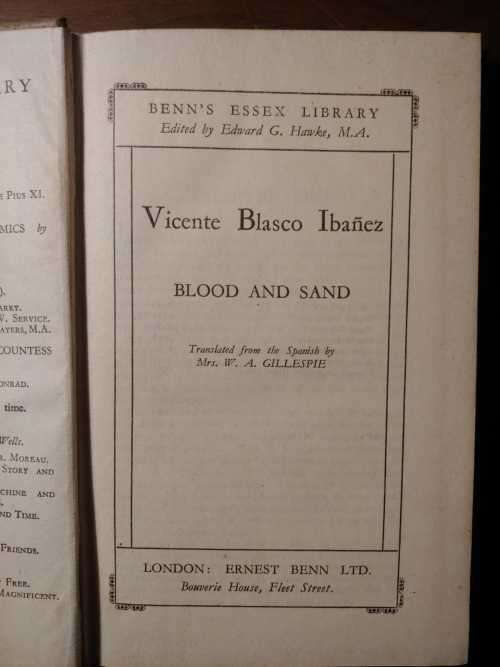 RY
Pius XI.
MICS by
).
ARKT.
W. SERVICE.
AYERS, M.A.
COUNTESS
ONRAD.
time.
Wells.
R. MOREAU.
STORY AND
CHINE AND
ND TIME.
FRIENDS.
FREE.
MAGNIFICENT.
BENN'S ESSEX LIBRARY
Edited by Edward G. Hawke, M.A.
Vicente Blasco Ibañez
BLOOD AND SAND
Translated from the Spanish by
Mrs. W. A. GILLESPIE
LONDON: ERNEST BENN LTD.
Bouverie House, Fleet Street.